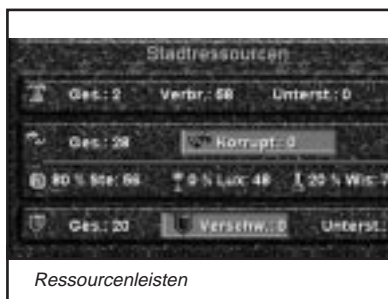 Stadtressourcen
Ges.: 2 Verbr.: 68 Unterst.: 0
Ges.: 28 Korrupt.: 0
80 % Ste: 66 0 % Lux: 48 20 % Wis: 7
Ges.: 20 Verschw.: 0 Unterst.:
Ressourcenleisten